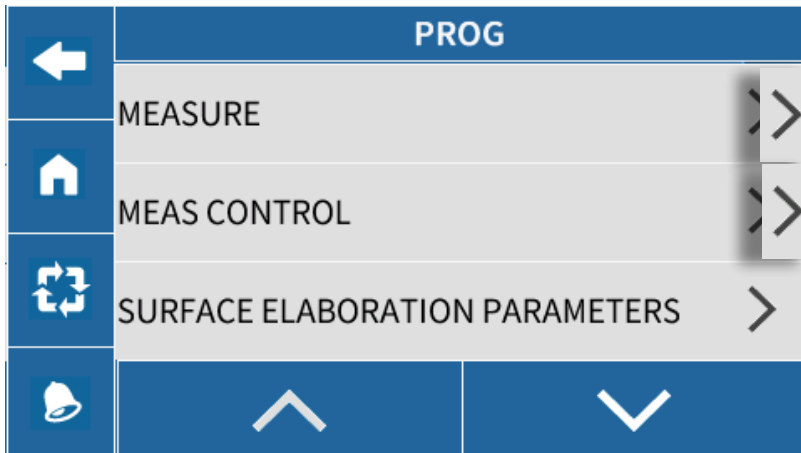 PROG
MEASURE
MEAS CONTROL
SURFACE ELABORATION PARAMETERS